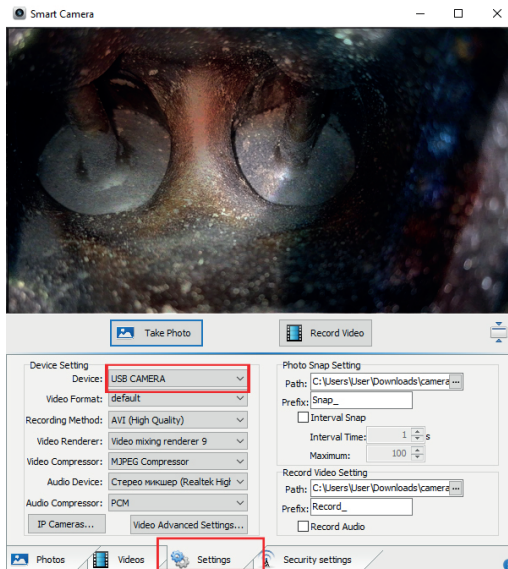 Smart Camera
Take Photo
Record Video
Device Setting
Device: USB CAMERA
Video Format: default
Recording Method: AVI (High Quality)
Video Renderer: Video mixing renderer 9
Video Compressor: MJPEG Compressor
Audio Device: Стерео микшер (Realtek Higl
Audio Compressor: PCM
IP Cameras...
Video Advanced Settings...
Photo Snap Setting
Path: C:\Users\User\Downloads\camera ...
Prefix: Snap_
Interval Snap
Interval Time: 1 s
Maximum: 100
Record Video Setting
Path: C:\Users\User\Downloads\camera ...
Prefix: Record_
Record Audio
Photos
Videos
Settings
Security settings